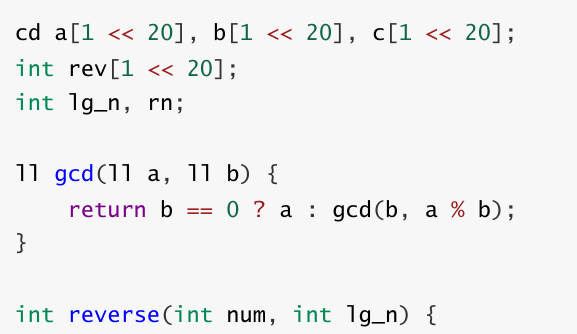 cd a[1 << 20], b[1 << 20], c[1 << 20];
int rev[1 << 20];
int lg_n, rn;

ll gcd(ll a, ll b) {
    return b == 0 ? a : gcd(b, a % b);
}

int reverse(int num, int lg_n) {